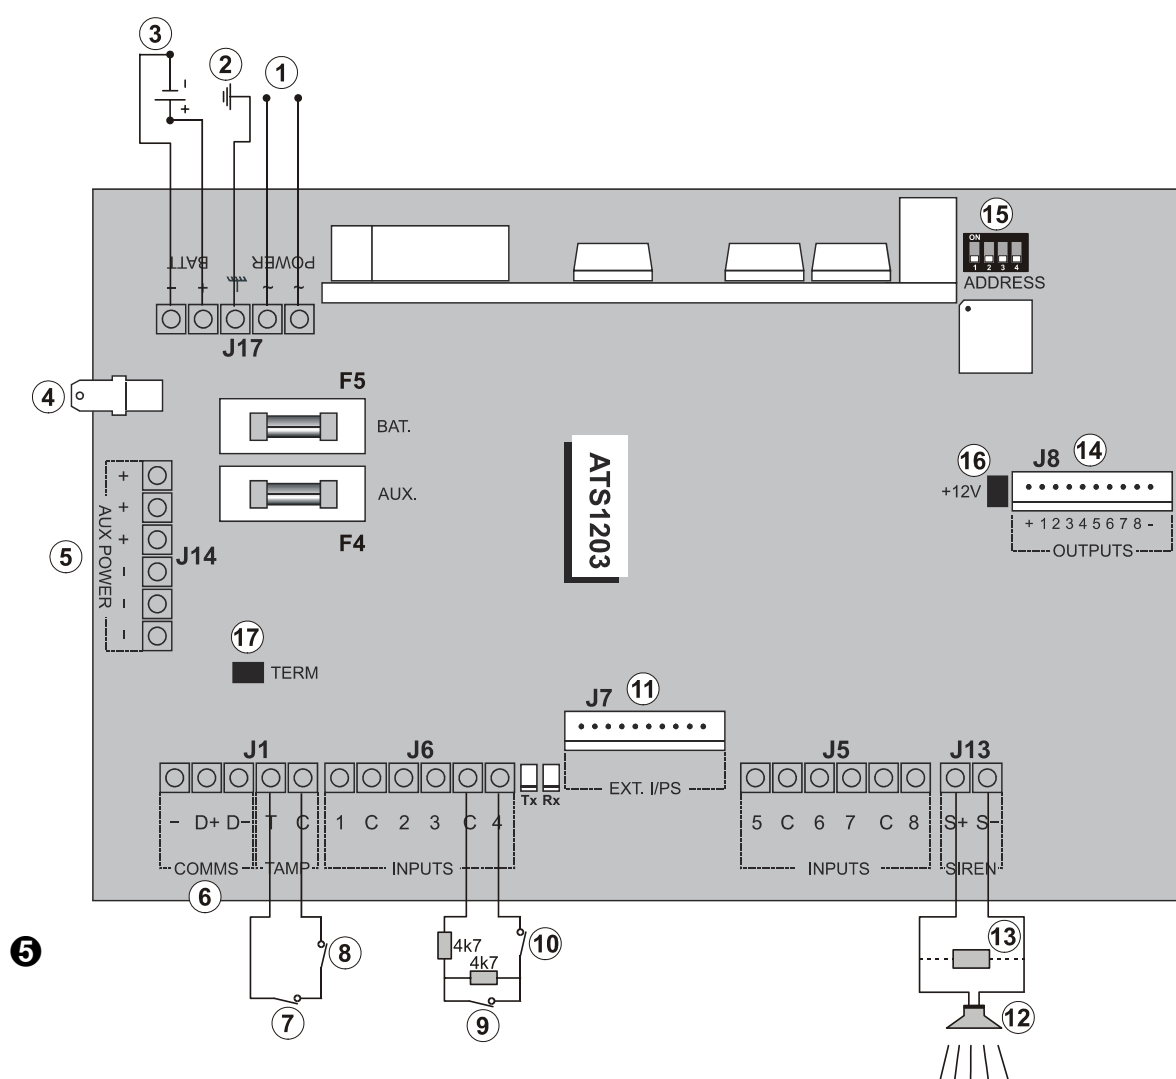 3
2
1
-
+
15
BATT
POWER
- + ~ ~
ON
1 2 3 4
ADDRESS
J17
4
F5
BAT.
AUX.
F4
ATS1203
16
J8
14
+12V
+ 1 2 3 4 5 6 7 8 -
OUTPUTS
5
AUX POWER
+
+
+
-
-
-
J14
17
TERM
J7
11
EXT. I/PS
J1
J6
J5
J13
Tx Rx
- D+ D- T C 1 C 2 3 C 4
5 C 6 7 C 8 S+ S-
COMMS TAMP INPUTS
INPUTS SIREN
6
5
8
4k7
4k7
10
13
7
9
12